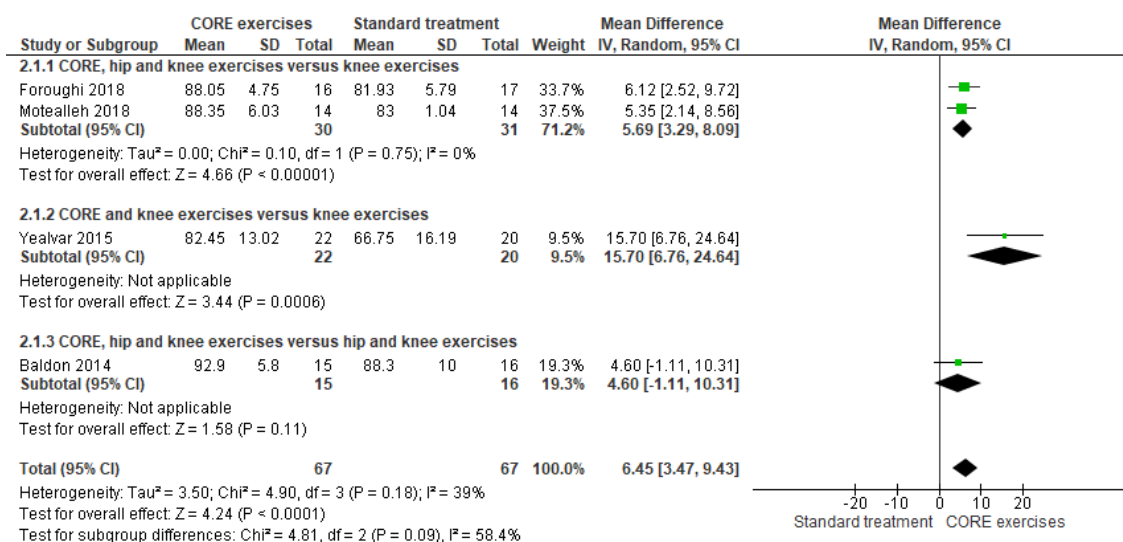 CORE exercises Standard treatment Mean Difference Mean Difference
Study or Subgroup Mean SD Total Mean SD Total Weight IV, Random, 95% CI IV, Random, 95% CI
2.1.1 CORE, hip and knee exercises versus knee exercises
Foroughi 2018 88.05 4.75 16 81.93 5.79 17 33.7% 6.12 [2.52, 9.72]
Motealleh 2018 88.35 6.03 14 83 1.04 14 37.5% 5.35 [2.14, 8.56]
Subtotal (95% CI) 30 31 71.2% 5.69 [3.29, 8.09]
Heterogeneity: Tau² = 0.00; Chi² = 0.10, df = 1 (P = 0.75); I² = 0%
Test for overall effect: Z = 4.66 (P < 0.00001)
2.1.2 CORE and knee exercises versus knee exercises
Yealvar 2015 82.45 13.02 22 66.75 16.19 20 9.5% 15.70 [6.76, 24.64]
Subtotal (95% CI) 22 20 9.5% 15.70 [6.76, 24.64]
Heterogeneity: Not applicable
Test for overall effect: Z = 3.44 (P = 0.0006)
2.1.3 CORE, hip and knee exercises versus hip and knee exercises
Baldon 2014 92.9 5.8 15 88.3 10 16 19.3% 4.60 [-1.11, 10.31]
Subtotal (95% CI) 15 16 19.3% 4.60 [-1.11, 10.31]
Heterogeneity: Not applicable
Test for overall effect: Z = 1.58 (P = 0.11)
Total (95% CI) 67 67 100.0% 6.45 [3.47, 9.43]
Heterogeneity: Tau² = 3.50; Chi² = 4.90, df = 3 (P = 0.18); I² = 39%
Test for overall effect: Z = 4.24 (P < 0.0001)
Test for subgroup differences: Chi² = 4.81, df = 2 (P = 0.09), I² = 58.4%
-20 -10 0 10 20
Standard treatment CORE exercises